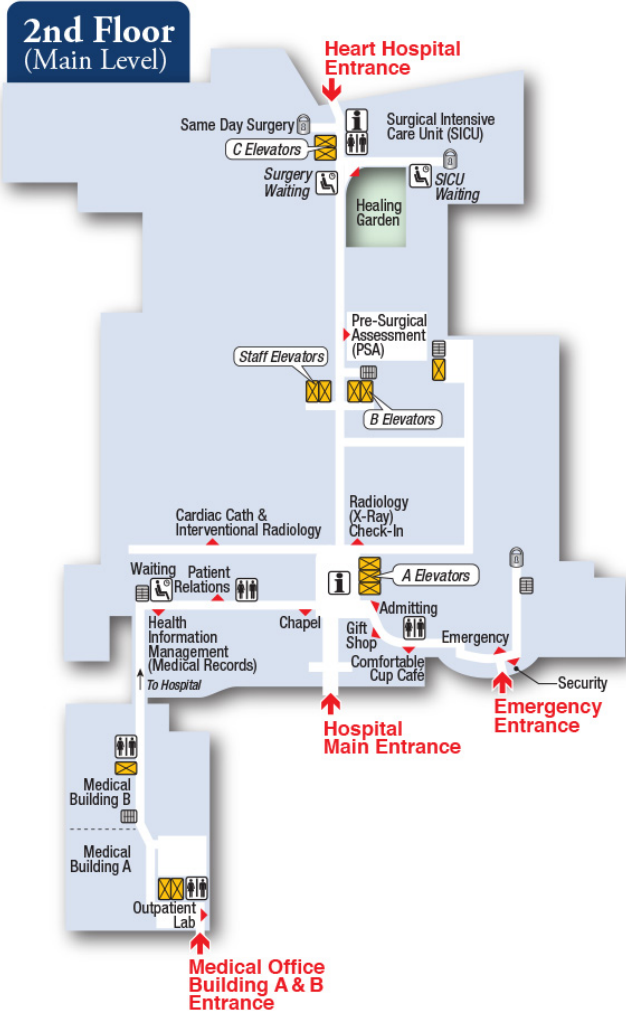 2nd Floor
(Main Level)
Heart Hospital
Entrance
Same Day Surgery
Surgical Intensive
Care Unit (SICU)
C Elevators
Surgery
Waiting
SICU
Waiting
Healing
Garden
Pre-Surgical
Assessment
(PSA)
Staff Elevators
B Elevators
Cardiac Cath &
Interventional Radiology
Radiology
(X-Ray)
Check-In
Waiting
Patient
Relations
A Elevators
Health
Information
Management
(Medical Records)
Chapel
Admitting
Gift
Shop
Comfortable
Cup Café
Emergency
To Hospital
Security
Emergency
Entrance
Hospital
Main Entrance
Medical
Building B
Medical
Building A
Outpatient
Lab
Medical Office
Building A & B
Entrance